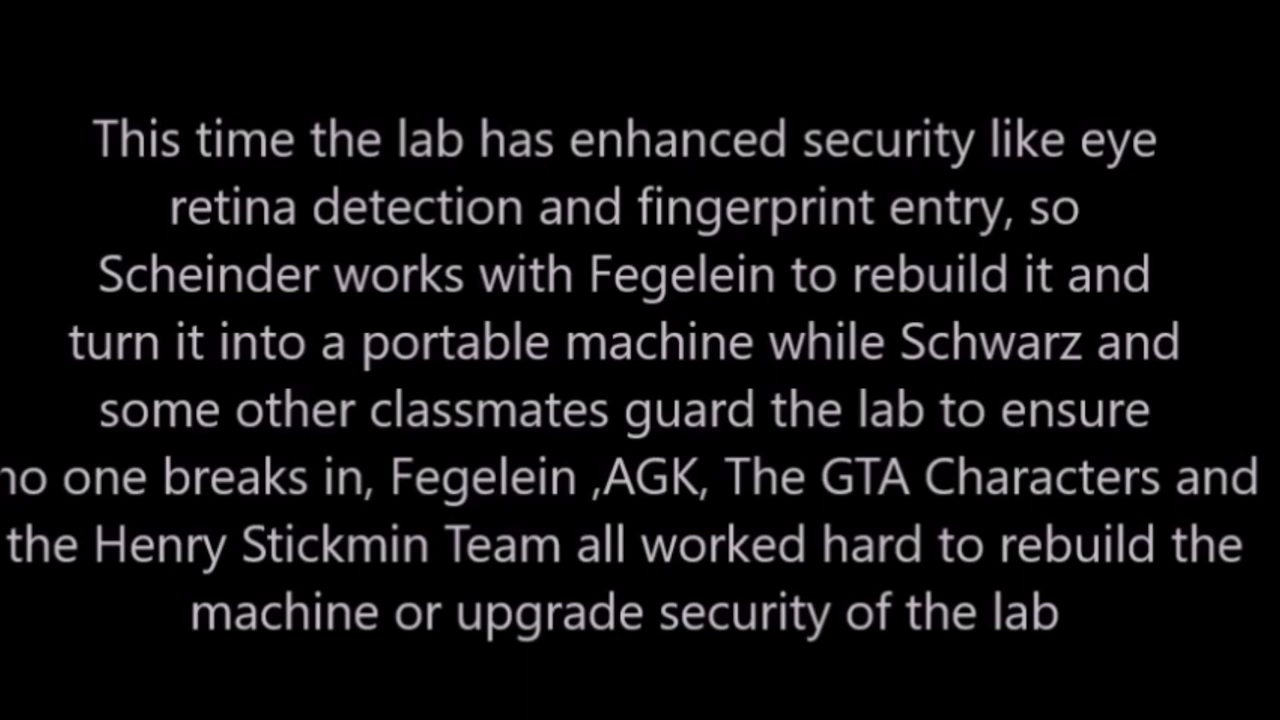 This time the lab has enhanced security like eye
retina detection and fingerprint entry, so
Scheinder works with Fegelein to rebuild it and
turn it into a portable machine while Schwarz and
some other classmates guard the lab to ensure
no one breaks in, Fegelein ,AGK, The GTA Characters and
the Henry Stickmin Team all worked hard to rebuild the
machine or upgrade security of the lab